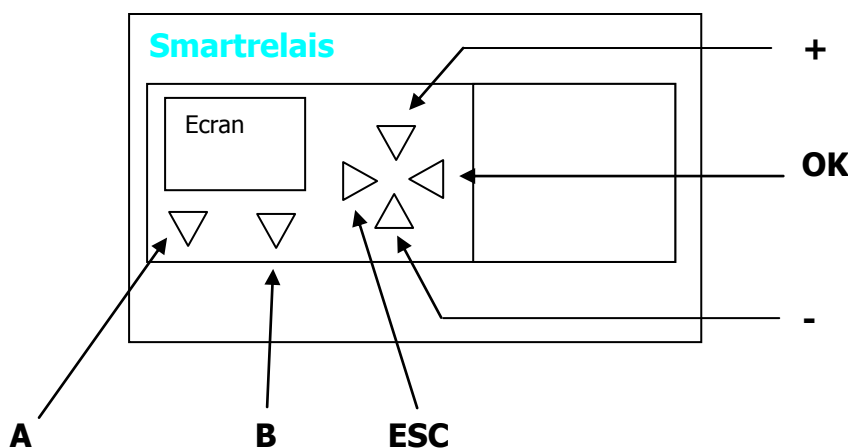 Smartrelais
+
Ecran
OK
-
A
B
ESC